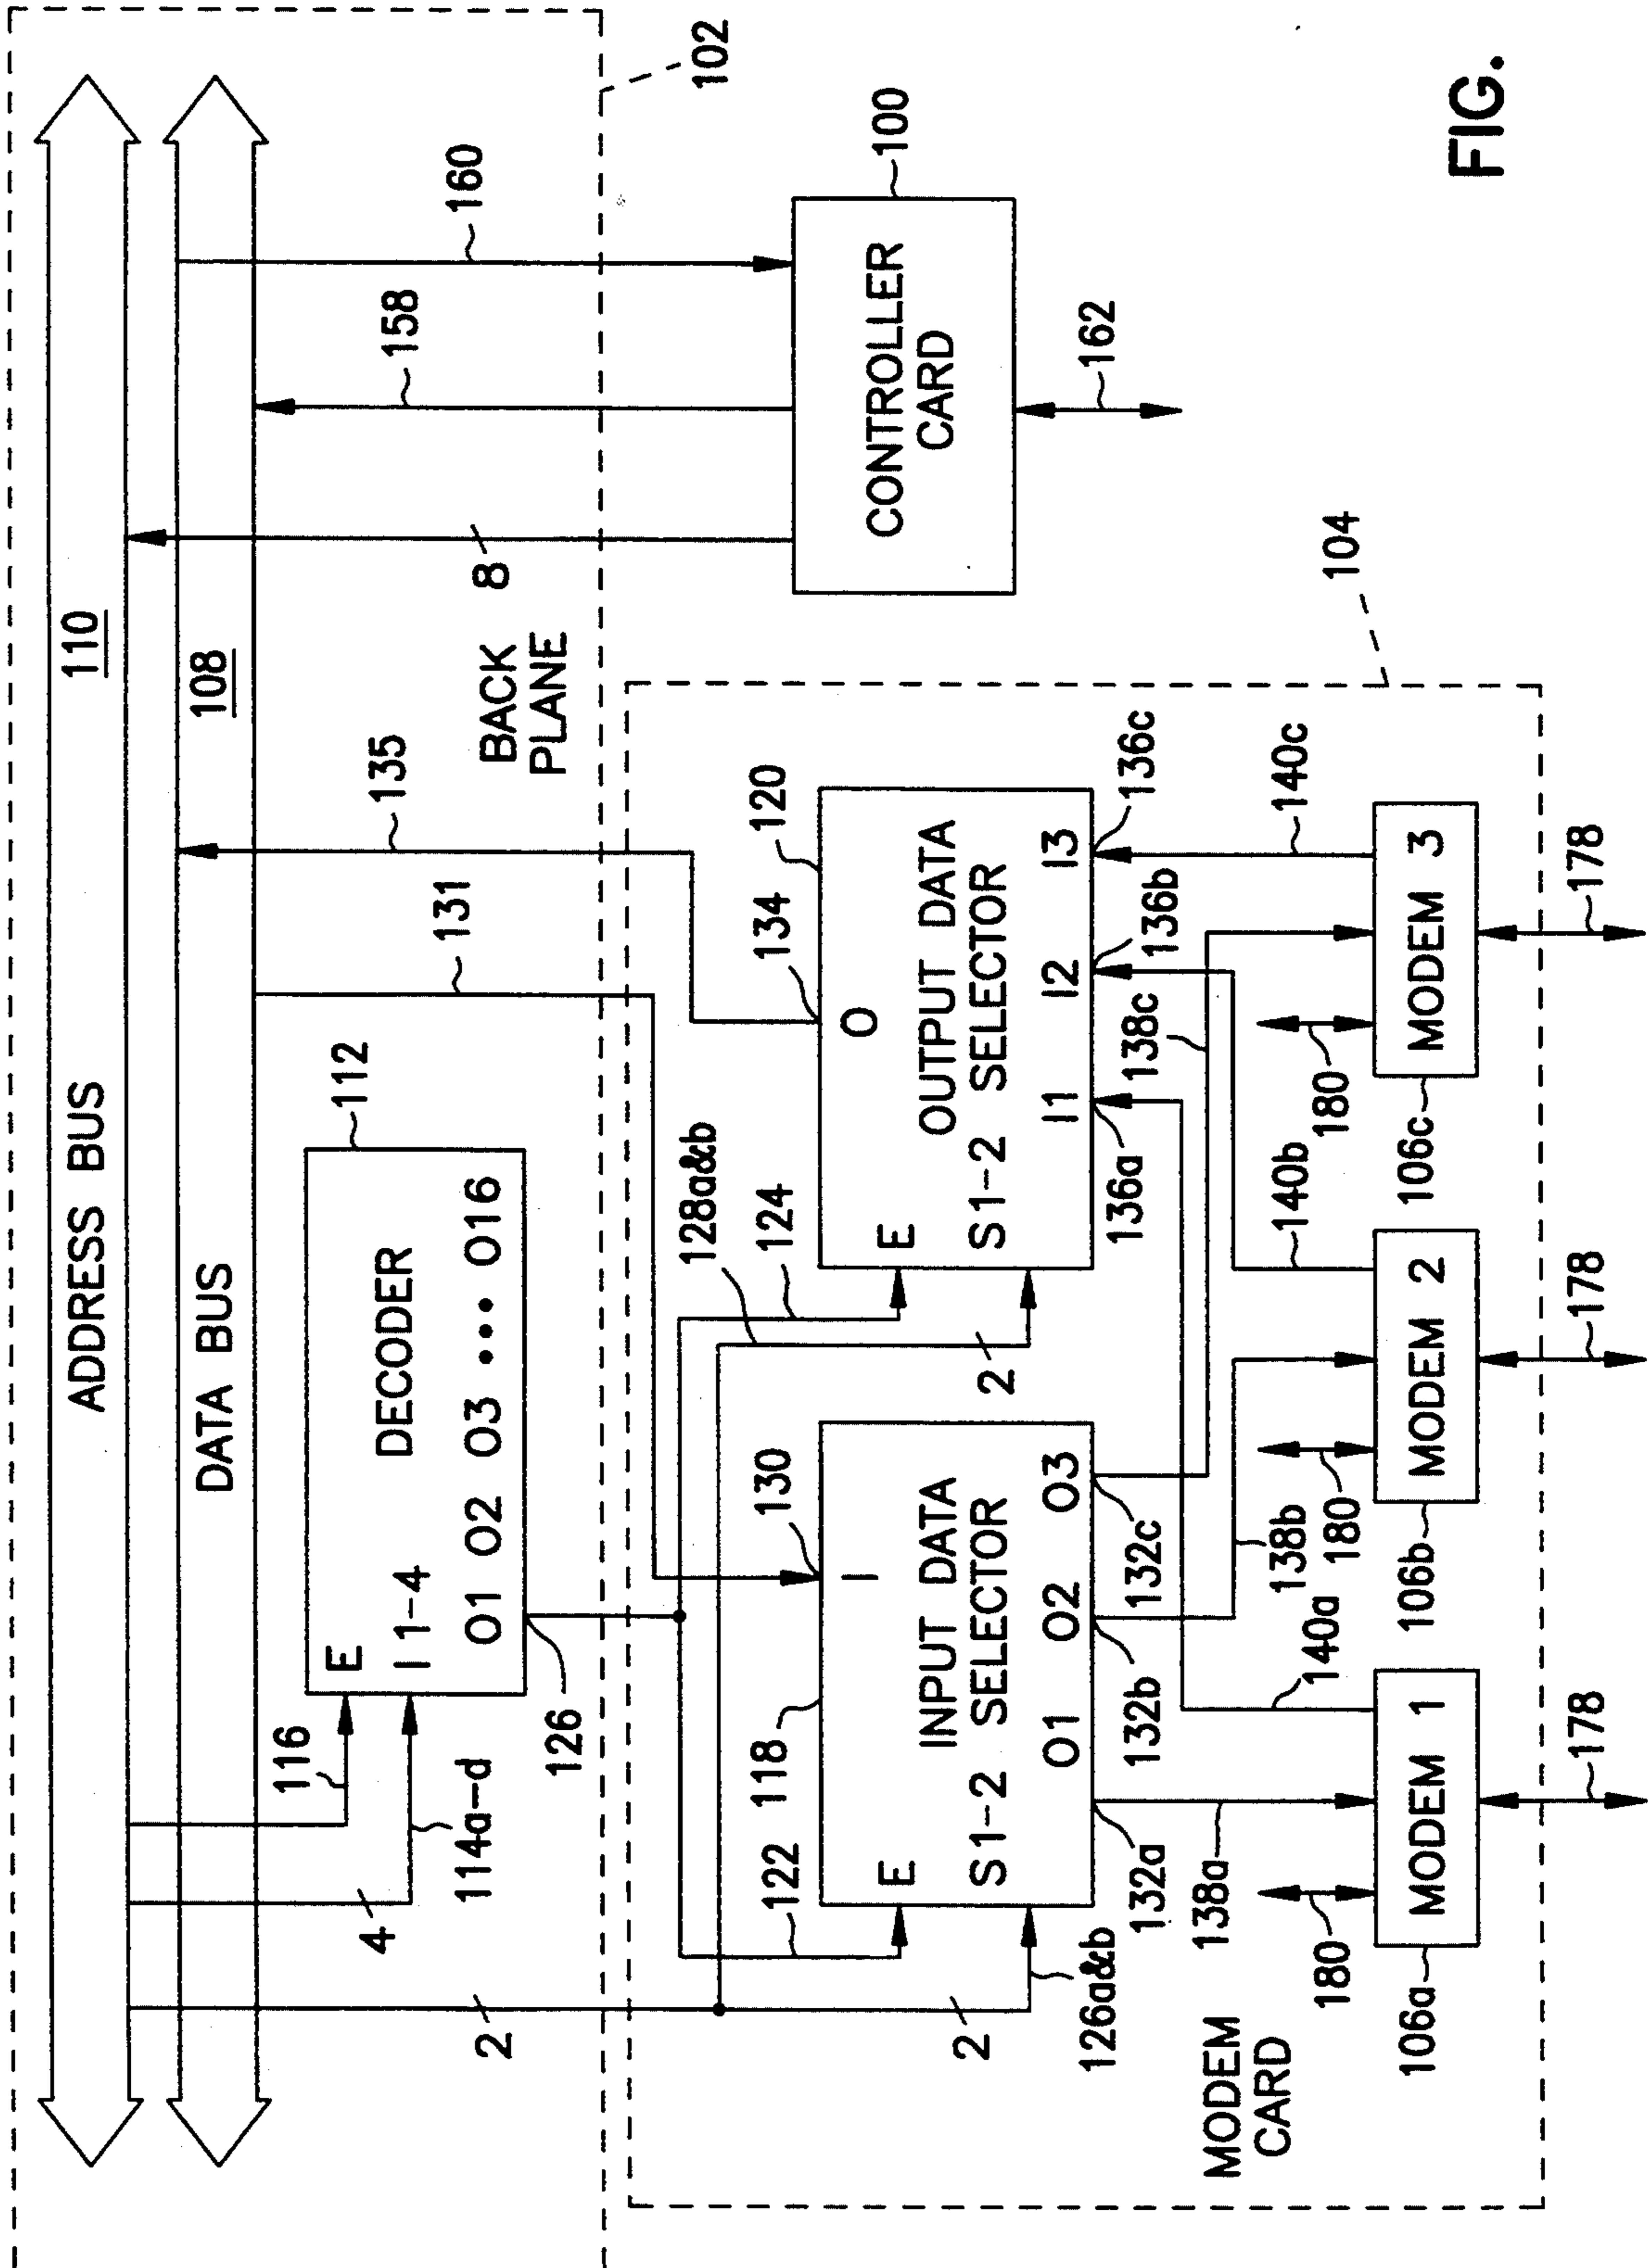 110
ADDRESS BUS
108
DATA BUS
102
116
E
I 1-4
DECODER
O1 O2 O3 ••• O16
112
114a-d
4
2
126
131
135
BACK
PLANE
8
158
160
CONTROLLER
CARD
100
162
104
122
E
118
I
130
INPUT DATA
S1-2 SELECTOR
O1 O2 O3
2
126a&b
132a
132b
132c
128a&b
124
2
E
O
134
120
OUTPUT DATA
S1-2 SELECTOR
I1 I2 I3
136a
136b
136c
138a
138b
138c
140a
140b
140c
MODEM
CARD
180
180
180
MODEM 1
MODEM 2
MODEM 3
106a
106b
106c
178
178
178
FIG.